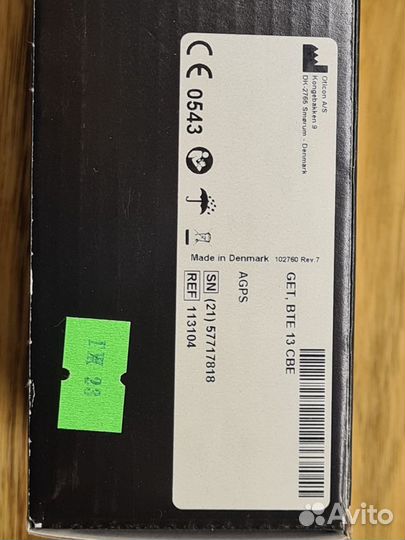 Oticon A/S
Kongebakken 9
DK-2765 Smørum - Denmark
CE 0543
Made in Denmark 102760 Rev.7
GET, BTE 13 CBE
AGPS
SN (21) 57717818
REF 113104
Avito